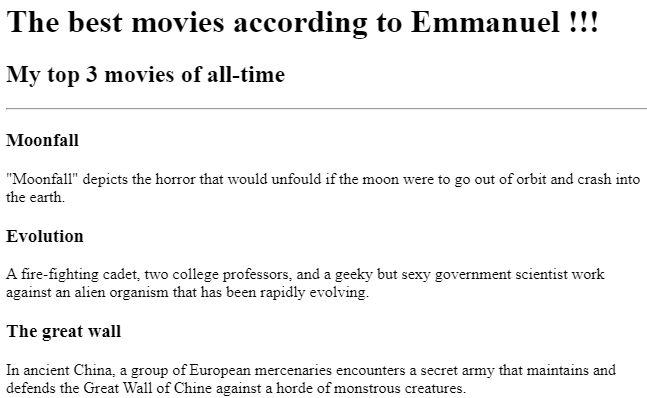 The best movies according to Emmanuel !!!
My top 3 movies of all-time
Moonfall
"Moonfall" depicts the horror that would unfould if the moon were to go out of orbit and crash into
the earth.
Evolution
A fire-fighting cadet, two college professors, and a geeky but sexy government scientist work
against an alien organism that has been rapidly evolving.
The great wall
In ancient China, a group of European mercenaries encounters a secret army that maintains and
defends the Great Wall of Chine against a horde of monstrous creatures.